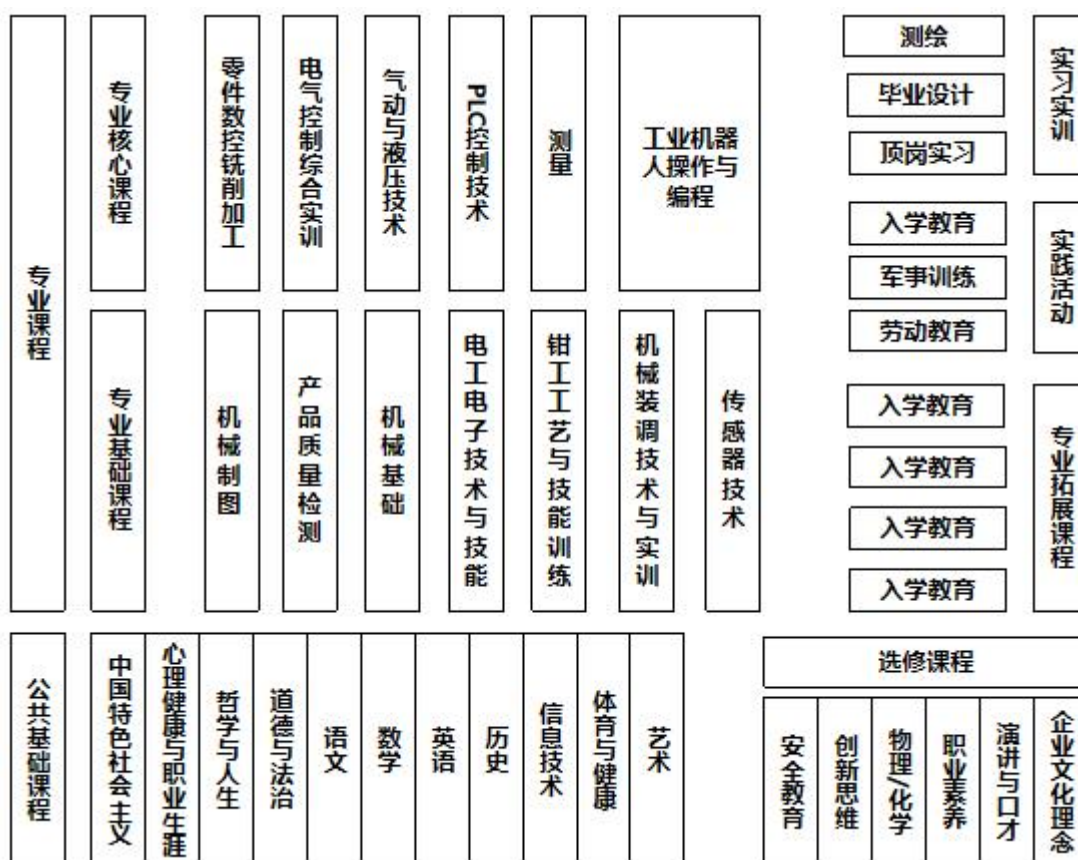 专业课程
专业核心课程
零件数控铣削加工
电气控制综合实训
气动与液压技术
PLC控制技术
测量
工业机器
人操作与
编程
专业基础课程
机械制图
产品质量检测
机械基础
电工电子技术与技能
钳工工艺与技能训练
机械装调技术与实训
传感器技术
测绘
毕业设计
顶岗实习
实习实训
入学教育
军事训练
劳动教育
实践活动
入学教育
入学教育
入学教育
入学教育
专业拓展课程
公共基础课程
中国特色社会主义
心理健康与职业生涯
哲学与人生
道德与法治
语文
数学
英语
历史
信息技术
体育与健康
艺术
选修课程
安全教育
创新思维
物理/化学
职业素养
演讲与口才
企业文化理念